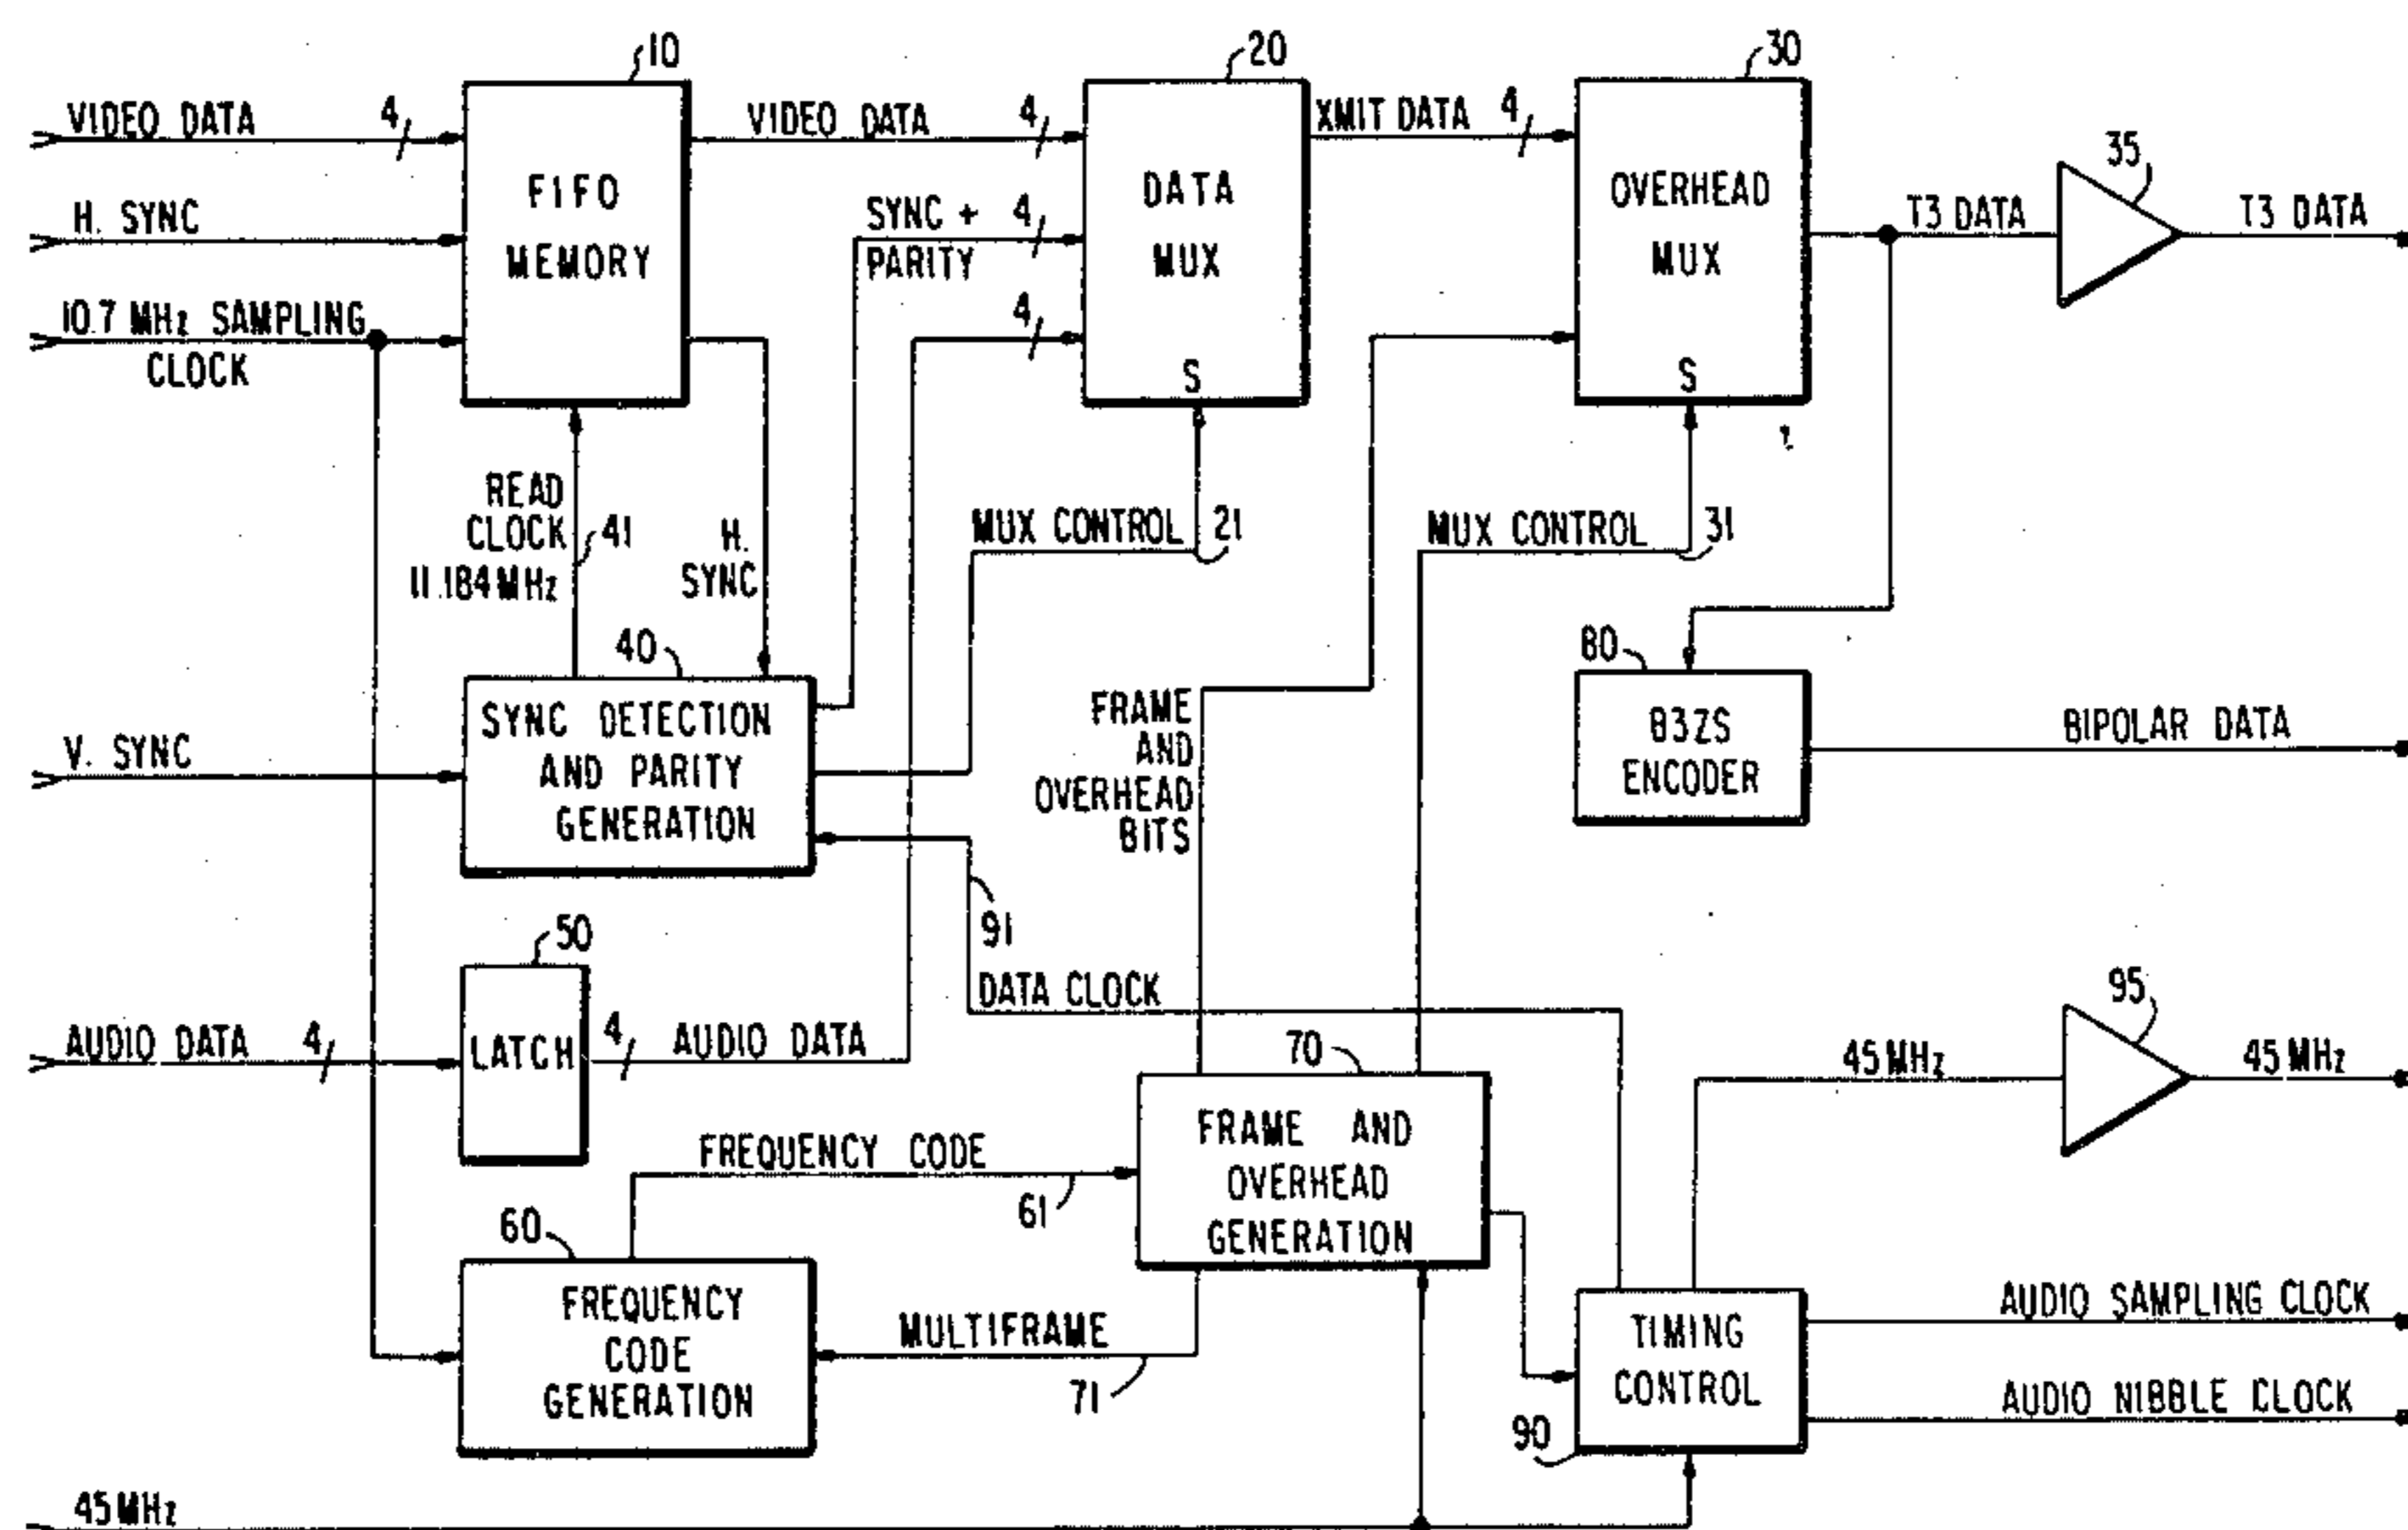 10
20
30
VIDEO DATA 4
FIFO
MEMORY
VIDEO DATA 4
DATA
MUX
S
XMIT DATA 4
OVERHEAD
MUX
S
35
T3 DATA
T3 DATA
H. SYNC
SYNC + 4
PARITY
10.7 MHz SAMPLING
CLOCK
4
READ
CLOCK
11.184 MHz
41
H.
SYNC
MUX CONTROL
21
MUX CONTROL
31
40
SYNC DETECTION
AND PARITY
GENERATION
V. SYNC
FRAME
AND
OVERHEAD
BITS
80
B3ZS
ENCODER
BIPOLAR DATA
91
DATA CLOCK
50
AUDIO DATA 4
LATCH
4 AUDIO DATA
95
45 MHz
45 MHz
70
FRAME AND
OVERHEAD
GENERATION
FREQUENCY CODE
61
60
FREQUENCY
CODE
GENERATION
MULTIFRAME
71
TIMING
CONTROL
90
AUDIO SAMPLING CLOCK
AUDIO NIBBLE CLOCK
45 MHz